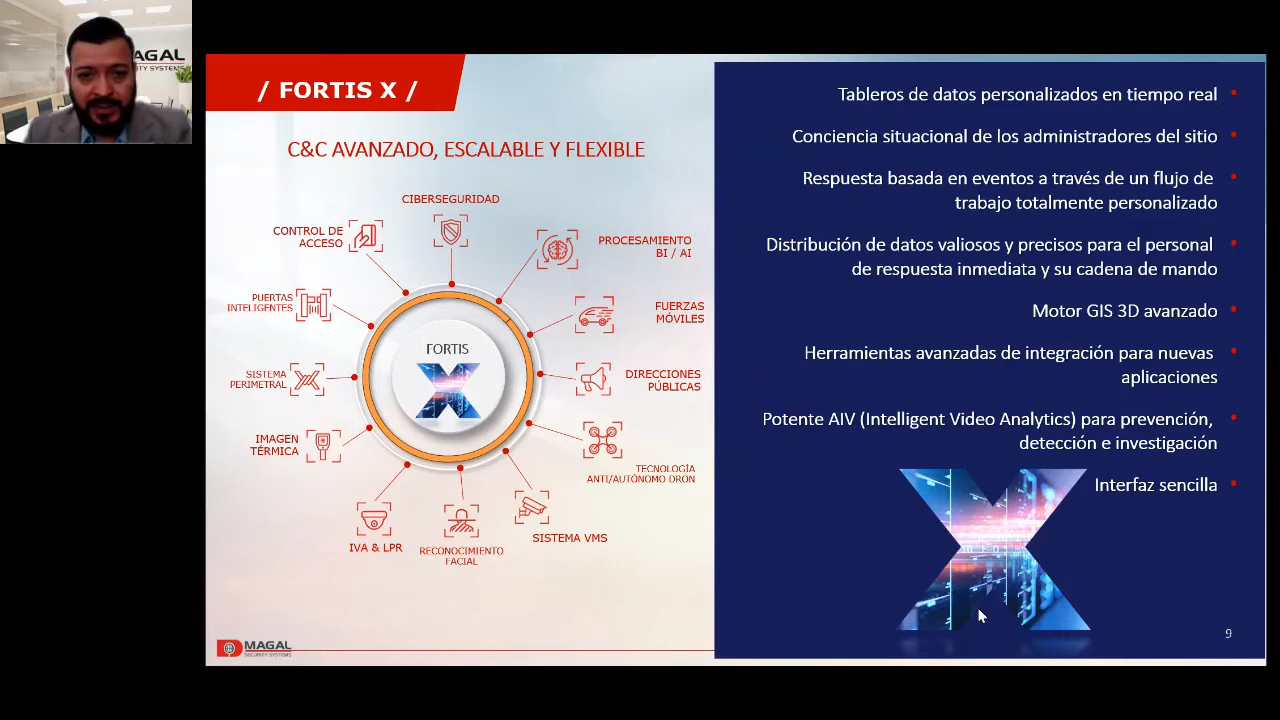 AGAL
SECURITY SYSTEMS
/ FORTIS X /
C&C AVANZADO, ESCALABLE Y FLEXIBLE
CIBERSEGURIDAD
CONTROL DE
ACCESO
PROCESAMIENTO
BI / AI
PUERTAS
INTELIGENTES
FUERZAS
MÓVILES
FORTIS
SISTEMA
PERIMETRAL
DIRECCIONES
PÚBLICAS
IMAGEN
TÉRMICA
TECNOLOGÍA
ANTI/AUTÓNOMO DRON
IVA & LPR
RECONOCIMIENTO
FACIAL
SISTEMA VMS
MAGAL
SECURITY SYSTEMS
Tableros de datos personalizados en tiempo real •
Conciencia situacional de los administradores del sitio •
Respuesta basada en eventos a través de un flujo de •
trabajo totalmente personalizado
Distribución de datos valiosos y precisos para el personal •
de respuesta inmediata y su cadena de mando
Motor GIS 3D avanzado •
Herramientas avanzadas de integración para nuevas •
aplicaciones
Potente AIV (Intelligent Video Analytics) para prevención, •
detección e investigación
Interfaz sencilla •
9